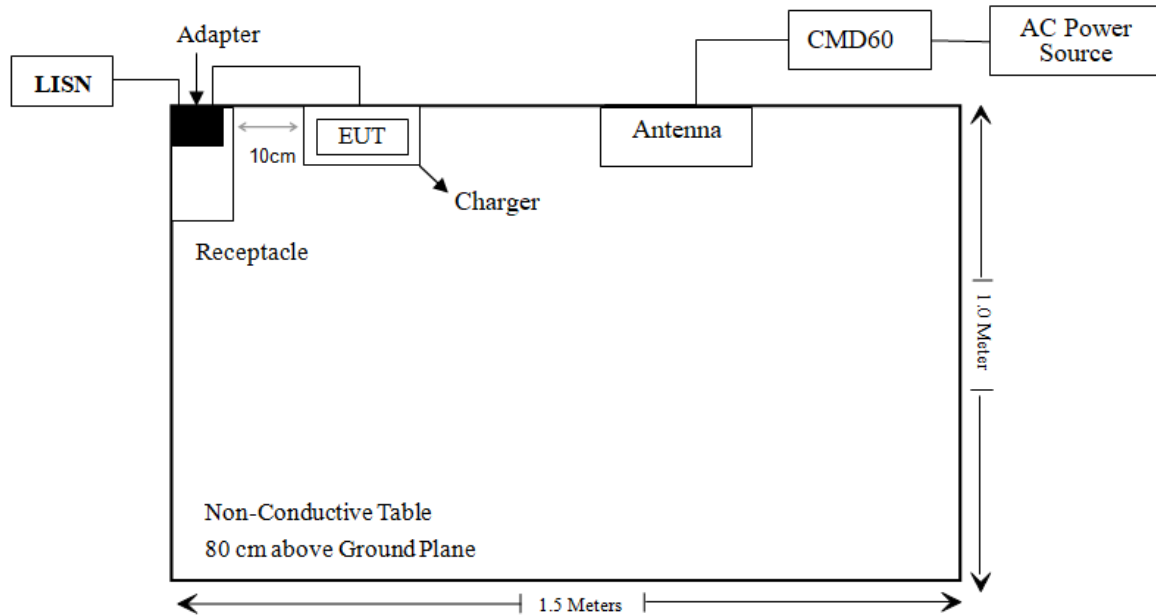 Adapter
LISN
CMD60
AC Power
Source
EUT
Antenna
10cm
Charger
Receptacle
1.0 Meter
Non-Conductive Table
80 cm above Ground Plane
1.5 Meters